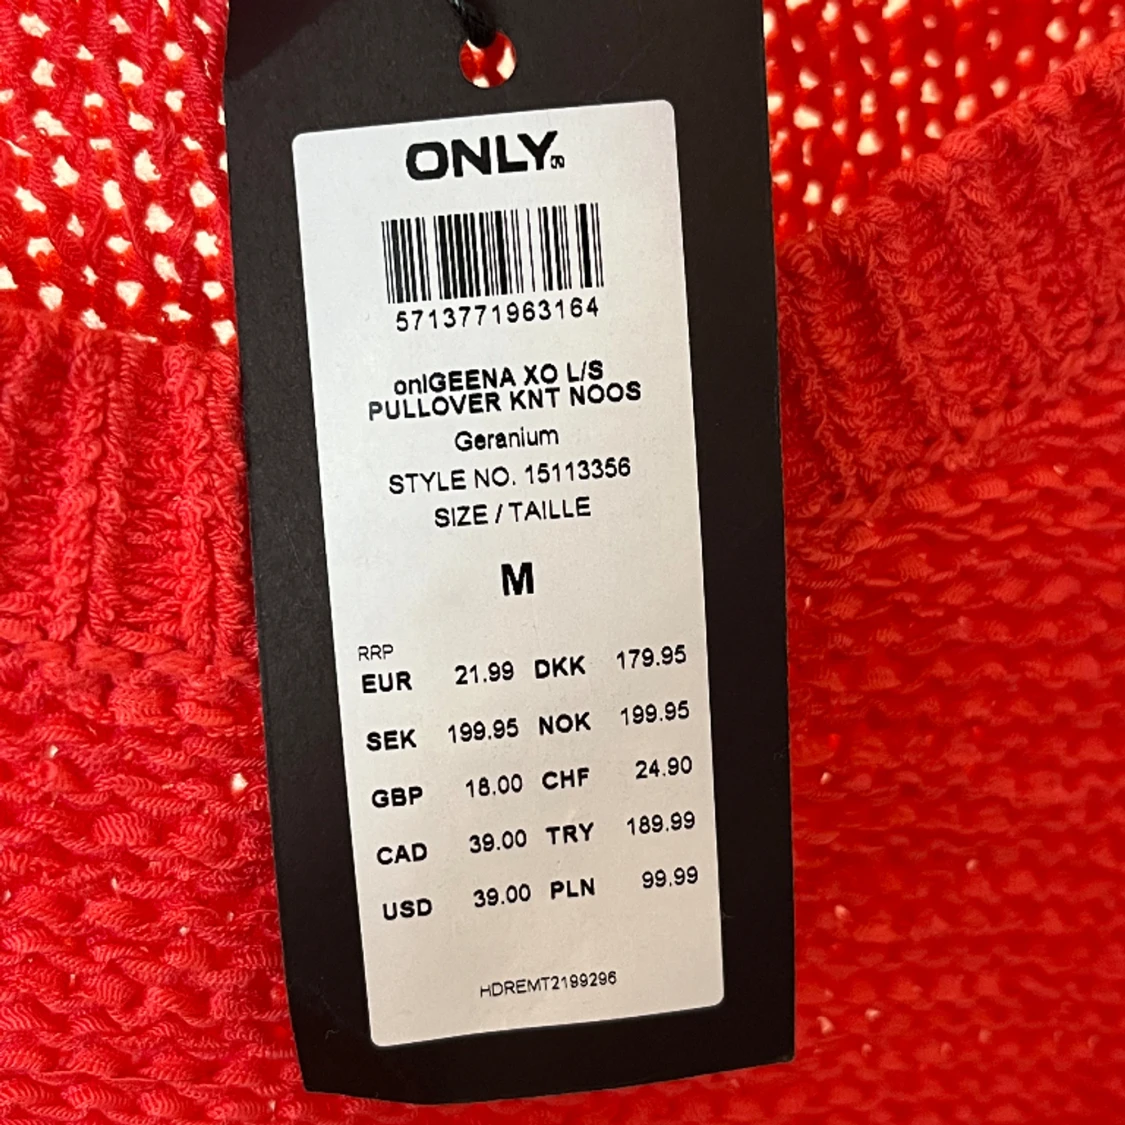 ONLY®
5713771963164
onlGEENA XO L/S
PULLOVER KNT NOOS
Geranium
STYLE NO. 15113356
SIZE / TAILLE
M
RRP
EUR 21.99 DKK 179.95
SEK 199.95 NOK 199.95
GBP 18.00 CHF 24.90
CAD 39.00 TRY 189.99
USD 39.00 PLN 99.99
HDREMT2199296